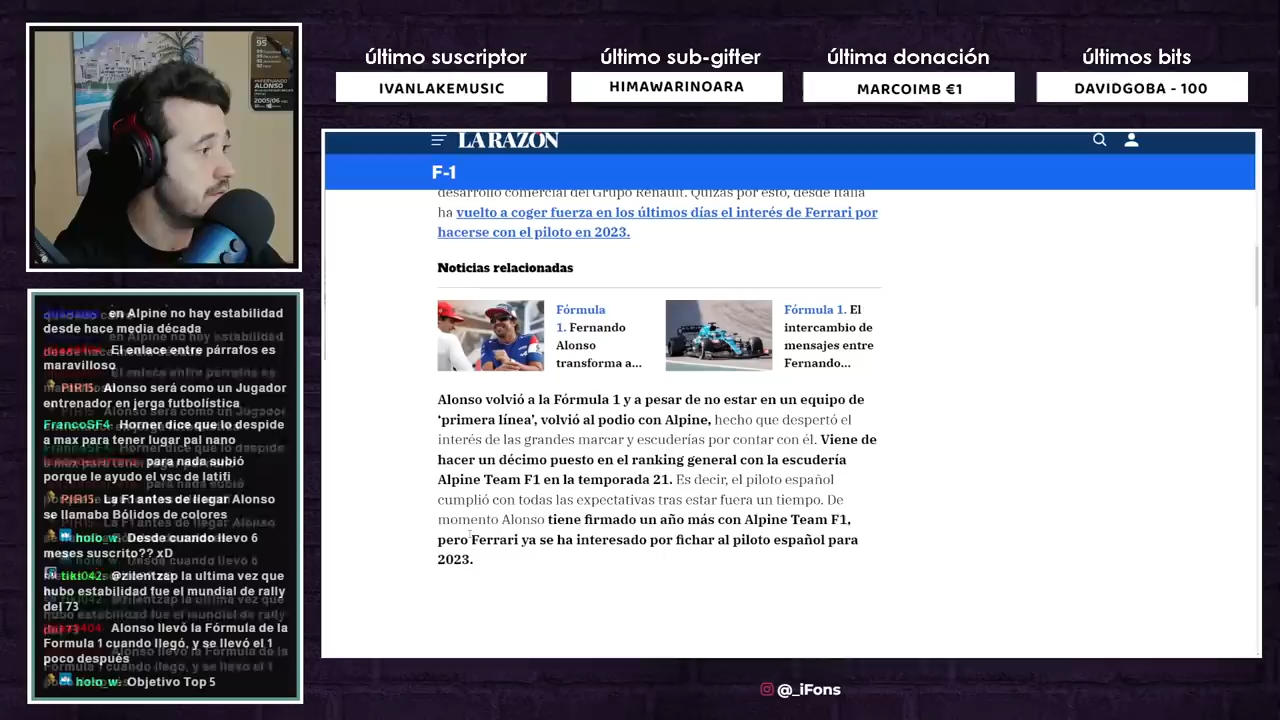 último suscriptor
IVANLAKEMUSIC
último sub-gifter
HIMAWARINOARA
última donación
MARCOIMB €1
últimos bits
DAVIDGOBA - 100
95
FERNANDO
ALONSO
2005/06
LA RAZÓN
F-1
desarrollo comercial del Grupo Renault. Quizás por esto, desde Italia
ha vuelto a coger fuerza en los últimos días el interés de Ferrari por
hacerse con el piloto en 2023.
Noticias relacionadas
Fórmula
1. Fernando
Alonso
transforma a...
Fórmula 1. El
intercambio de
mensajes entre
Fernando...
Alonso volvió a la Fórmula 1 y a pesar de no estar en un equipo de
‘primera línea’, volvió al podio con Alpine, hecho que despertó el
interés de las grandes marcar y escuderías por contar con él. Viene de
hacer un décimo puesto en el ranking general con la escudería
Alpine Team F1 en la temporada 21. Es decir, el piloto español
cumplió con todas las expectativas tras estar fuera un tiempo. De
momento Alonso tiene firmado un año más con Alpine Team F1,
pero Ferrari ya se ha interesado por fichar al piloto español para
2023.
en Alpine no hay estabilidad
desde hace media década
El enlace entre párrafos es
maravilloso
PIR15: Alonso será como un Jugador
entrenador en jerga futbolística
FrancoSF4: Horner dice que lo despide
a max para tener lugar pal nano
para nada subió
porque le ayudo el vsc de latifi
PIR15: La F1 antes de llegar Alonso
se llamaba Bólidos de colores
holo_w: Desde cuando llevo 6
meses suscrito?? xD
tiki042: @zilentzap la ultima vez que
hubo estabilidad fue el mundial de rally
del 73
Alonso llevó la Fórmula de la
Formula 1 cuando llegó, y se llevó el 1
poco después
holo_w: Objetivo Top 5
@_iFons